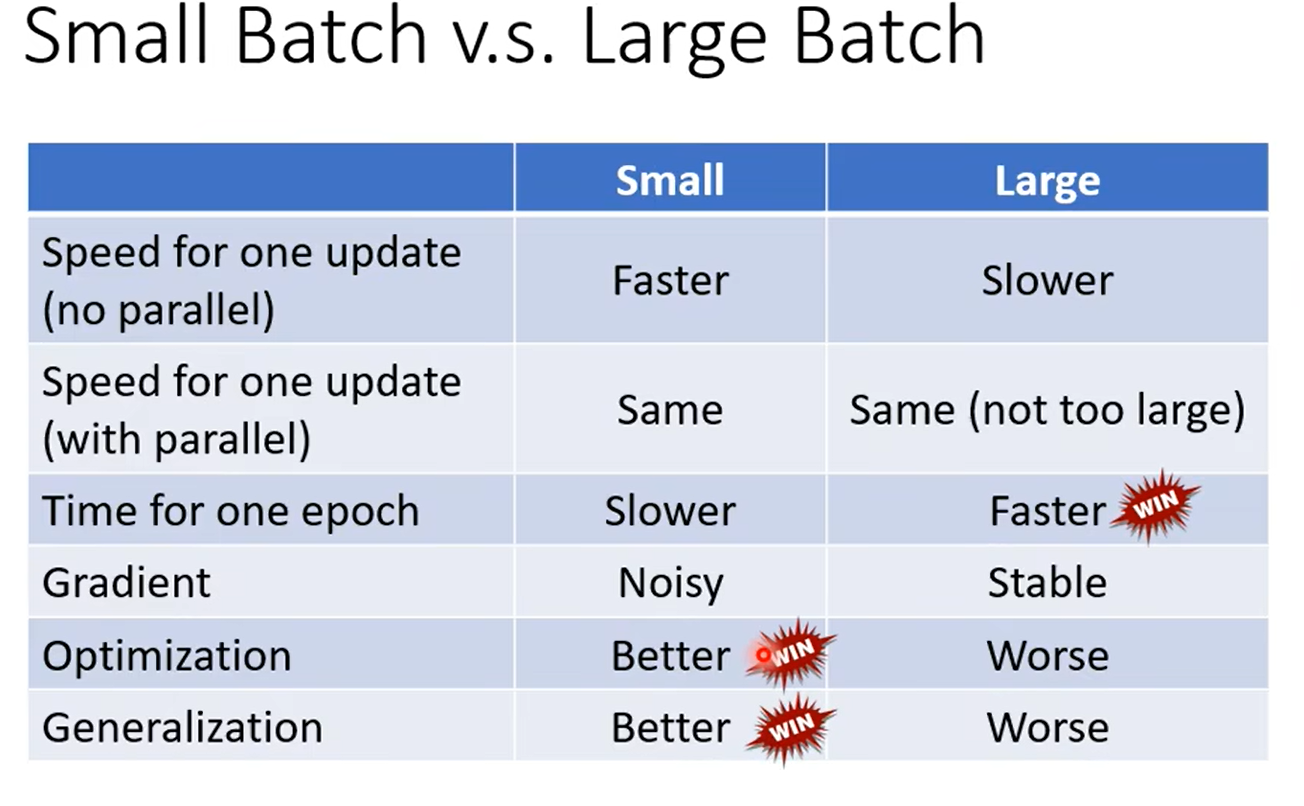 Small Batch v.s. Large Batch
Small Large
Speed for one update
(no parallel) Faster Slower
Speed for one update
(with parallel) Same Same (not too large)
Time for one epoch Slower Faster WIN
Gradient Noisy Stable
Optimization Better WIN Worse
Generalization Better WIN Worse